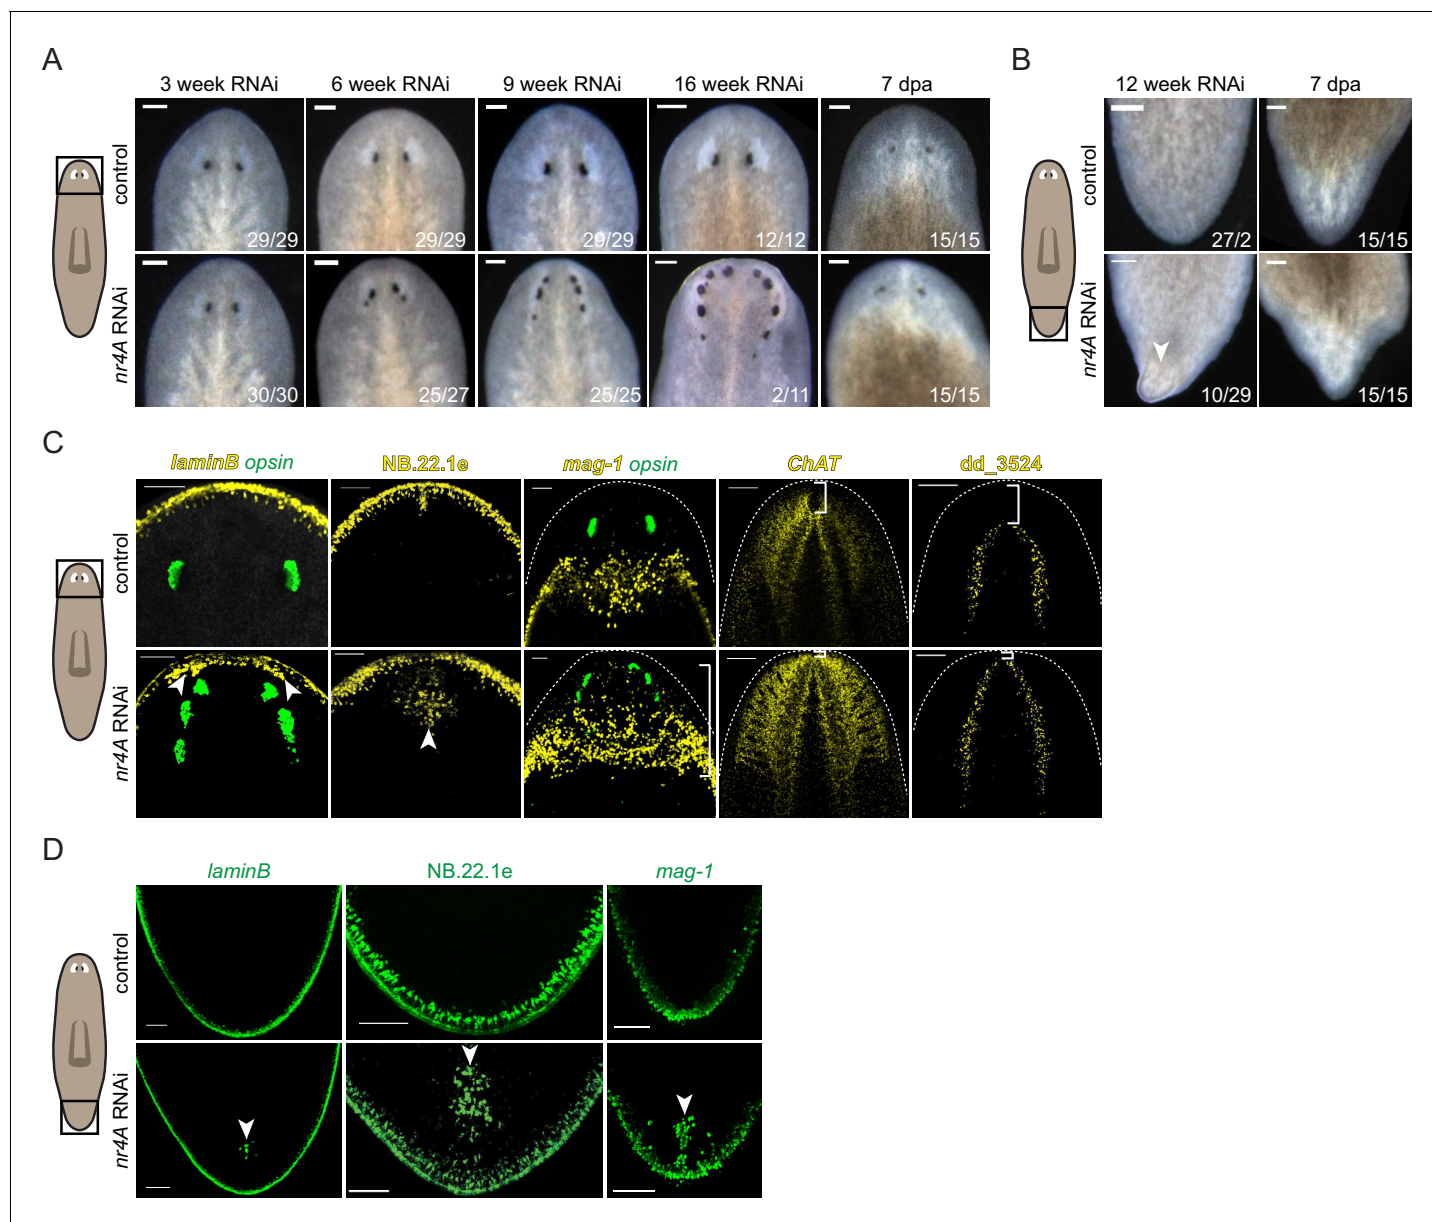 A
3 week RNAi 6 week RNAi 9 week RNAi 16 week RNAi 7 dpa
control
29/29 29/29 29/29 12/12 15/15
nr4A RNAi
30/30 25/27 25/25 2/11 15/15
B
12 week RNAi 7 dpa
control
27/2 15/15
nr4A RNAi
10/29 15/15
C
laminB opsin NB.22.1e mag-1 opsin ChAT dd_3524
control
nr4A RNAi
D
laminB NB.22.1e mag-1
control
nr4A RNAi